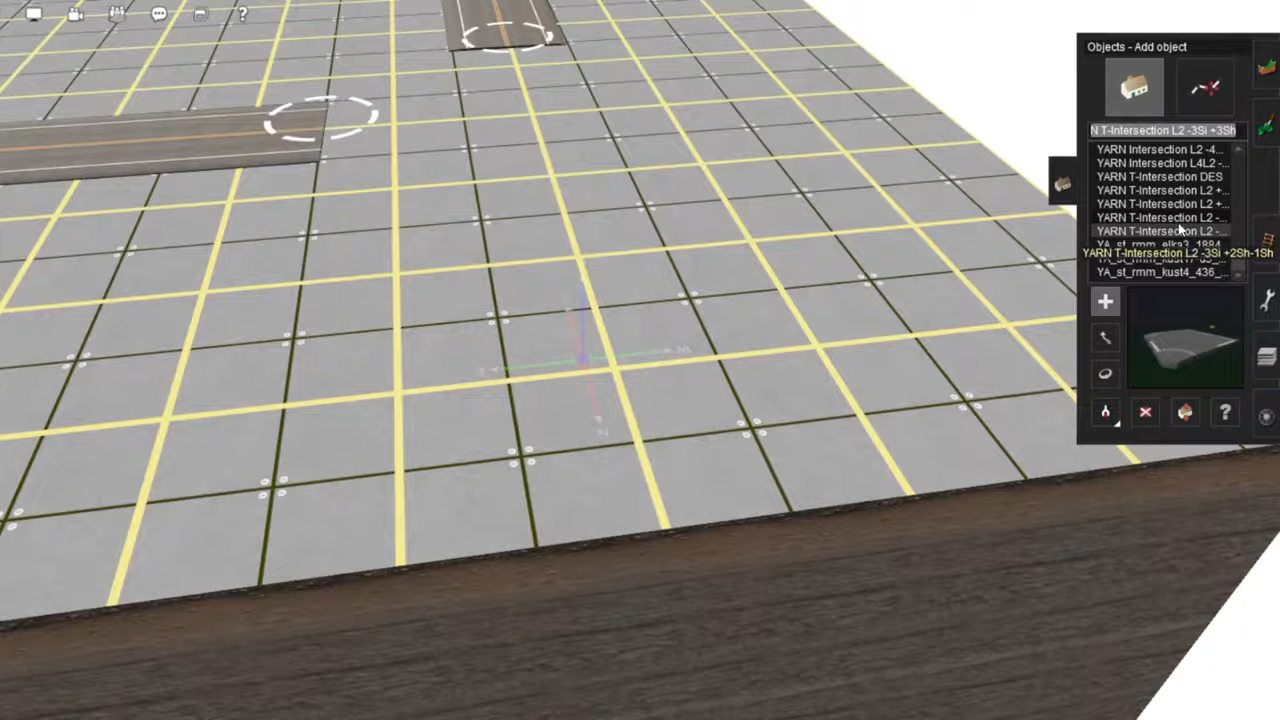 ?
Objects - Add object
N T-Intersection L2 -3Si +3Sh
YARN Intersection L2 -4...
YARN Intersection L4L2 -...
YARN T-Intersection DES
YARN T-Intersection L2 +...
YARN T-Intersection L2 +...
YARN T-Intersection L2 -...
YARN T-Intersection L2 -...
YA_st_rmm_elka3_1884...
YARN T-Intersection L2 -3Si +2Sh-1Sh
YA_st_rmm_kust4_436_...
?